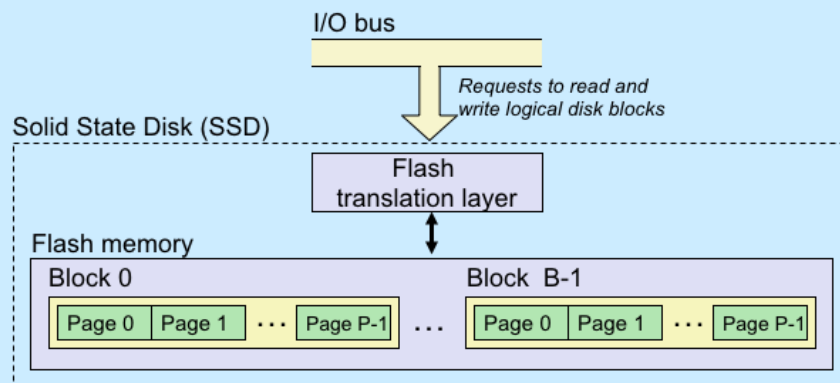 I/O bus
Requests to read and
write logical disk blocks
Solid State Disk (SSD)
Flash
translation layer
Flash memory
Block 0
Block B-1
Page 0 Page 1 ... Page P-1 ... Page 0 Page 1 ... Page P-1